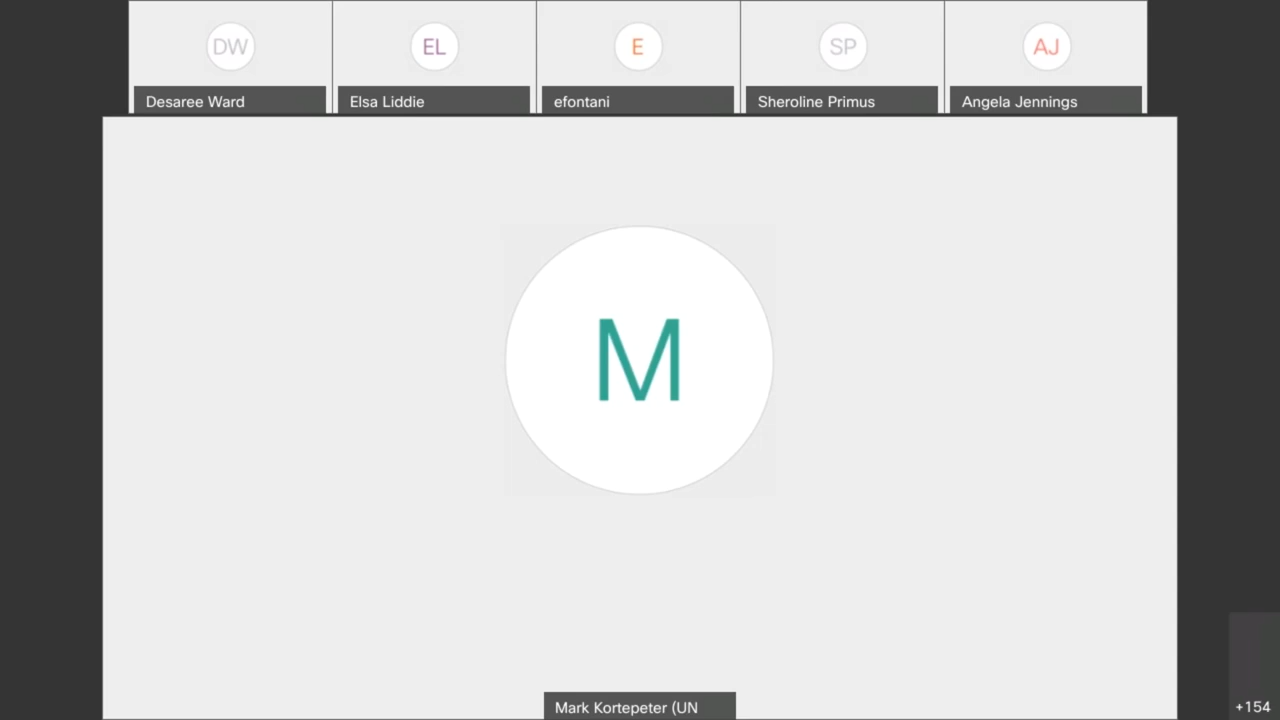 DW
EL
E
SP
AJ
Desaree Ward
Elsa Liddie
efontani
Sheroline Primus
Angela Jennings
M
Mark Kortepeter (UN
+154